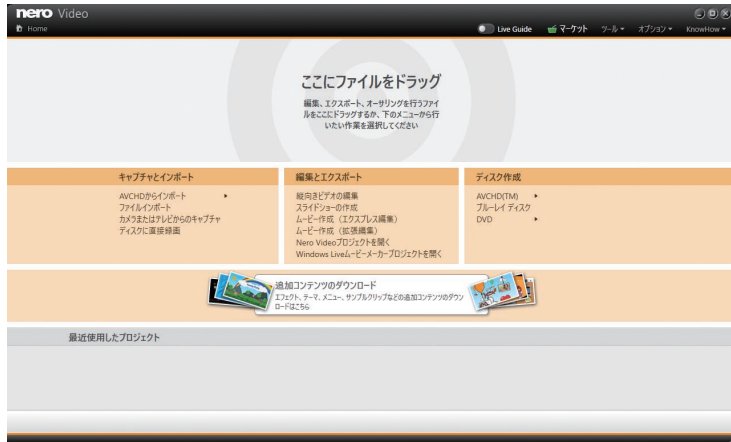 nero Video
Home
Live Guide
マーケット
ツール
オプション
KnowHow
ここにファイルをドラッグ
編集、エクスポート、オーサリングを行うファイ
ルをここにドラッグするか、下のメニューから行
いたい作業を選択してください
キャプチャとインポート
AVCHDからインポート
ファイルインポート
カメラまたはテレビからのキャプチャ
ディスクに直接録画
編集とエクスポート
縦向きビデオの編集
スライドショーの作成
ムービー作成（エクスプレス編集）
ムービー作成（拡張編集）
Nero Videoプロジェクトを開く
Windows Liveムービーメーカープロジェクトを開く
ディスク作成
AVCHD(TM)
ブルーレイ ディスク
DVD
追加コンテンツのダウンロード
エフェクト、テーマ、メニュー、サンプルクリップなどの追加コンテンツのダウン
ロードはこちら
最近使用したプロジェクト